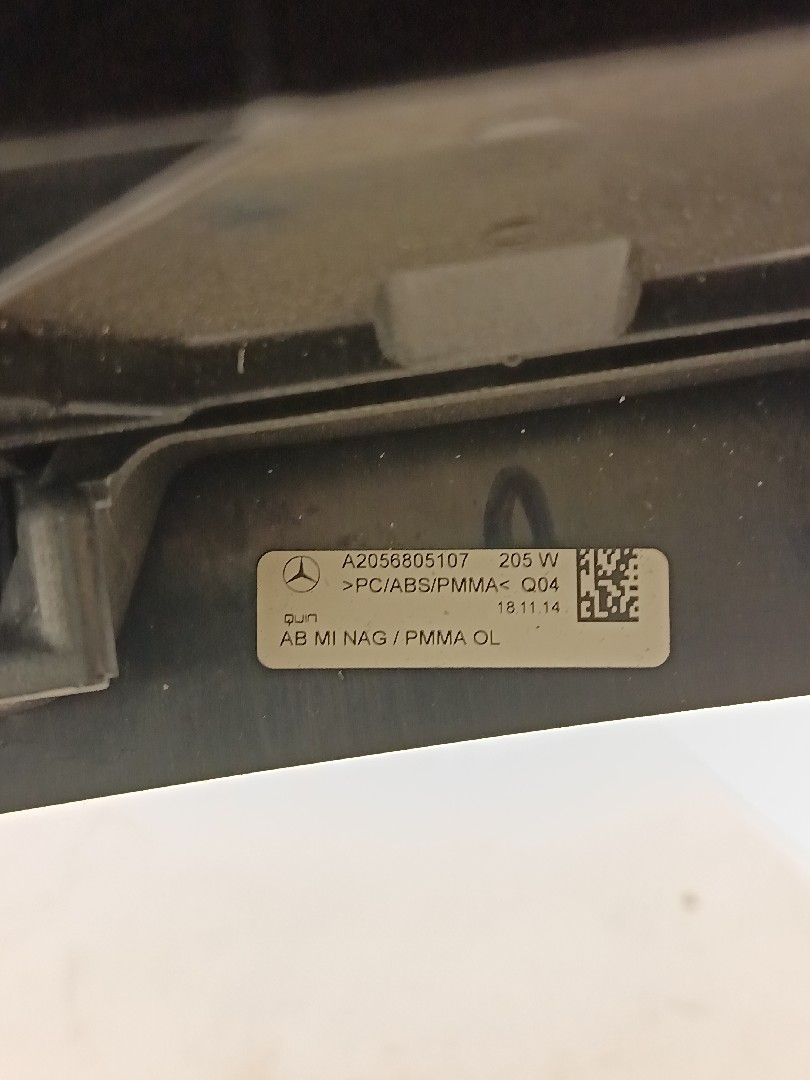 A2056805107 205 W
>PC/ABS/PMMA< Q04
18.11.14
Quin
AB MI NAG / PMMA OL